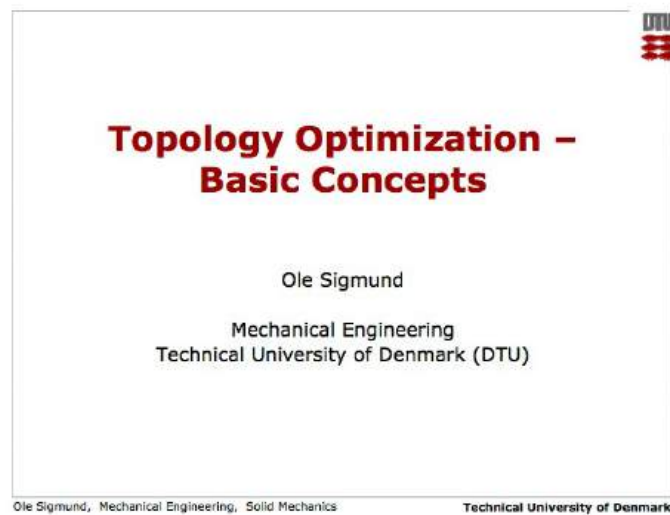 DTU
Topology Optimization –
Basic Concepts
Ole Sigmund
Mechanical Engineering
Technical University of Denmark (DTU)
Ole Sigmund, Mechanical Engineering, Solid Mechanics
Technical University of Denmark